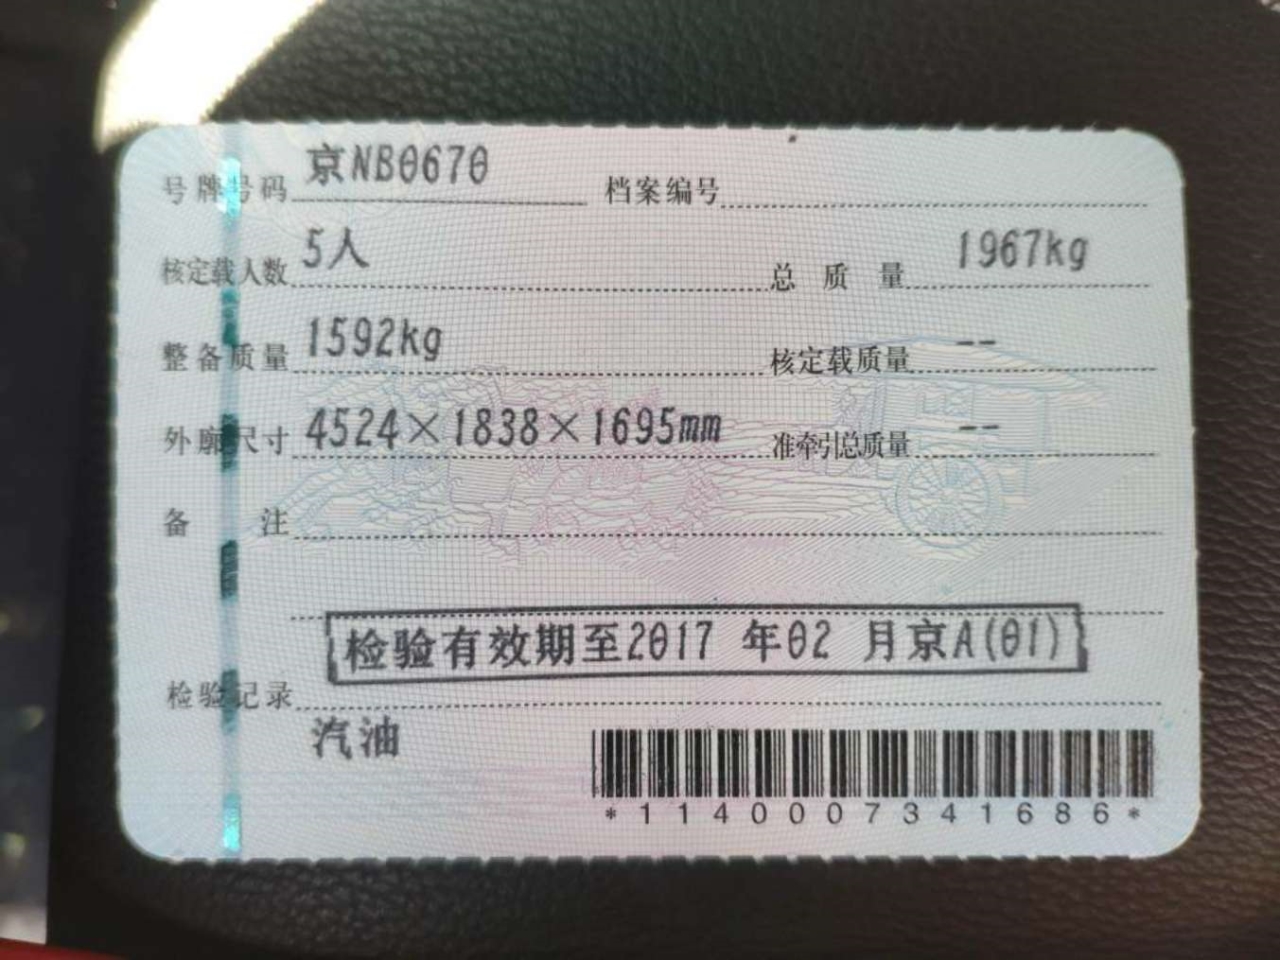 号牌号码 京NB0670 档案编号
核定载人数 5人 总质量 1967kg
整备质量 1592kg 核定载质量 --
外廓尺寸 4524×1838×1695mm 准牵引总质量 --
备注
检验有效期至2017 年02 月京A(01)
检验记录
汽油
*1140007341686*